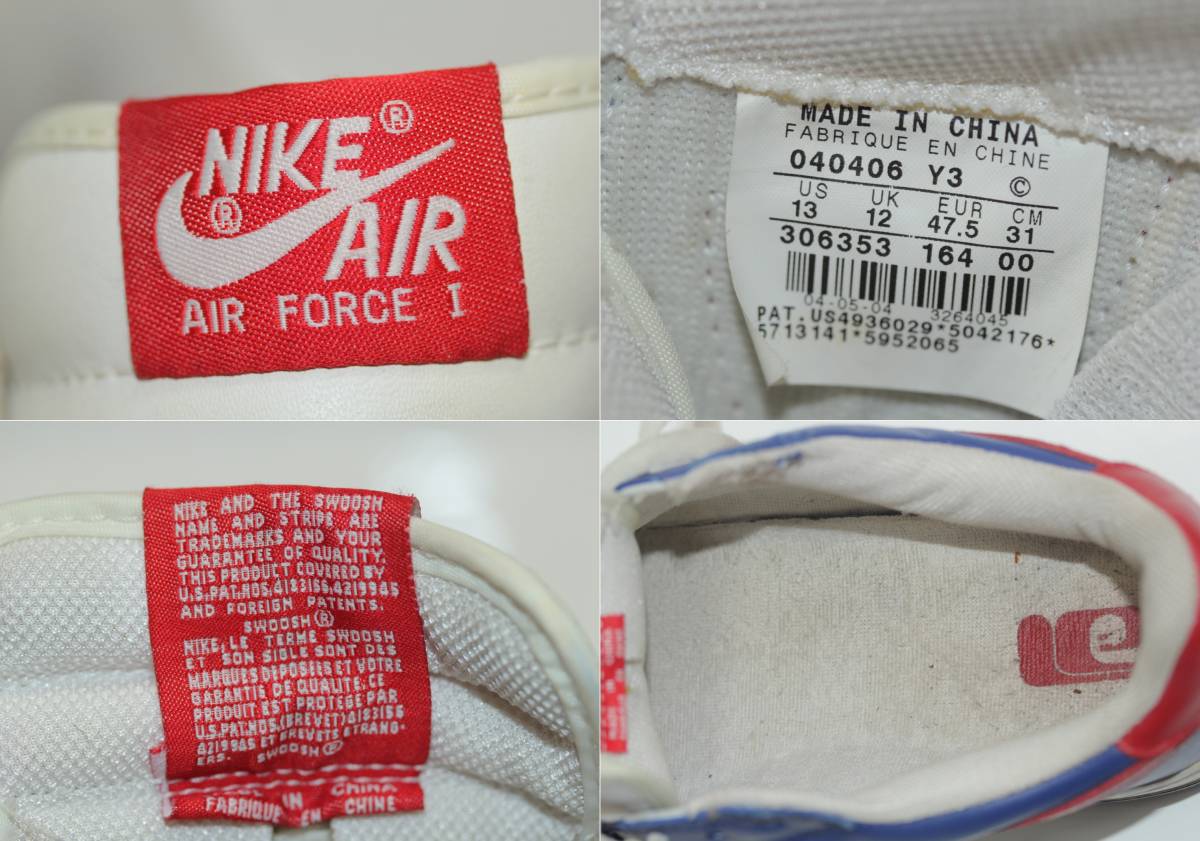 NIKE®
® AIR
AIR FORCE I
MADE IN CHINA
FABRIQUE EN CHINE
040406 Y3 ©
US UK EUR CM
13 12 47.5 31
306353 164 00
04-05-04 3264045
PAT.US4936029*5042176*
5713141*5952065
NIKE AND THE SWOOSH
NAME AND STRIPE ARE
TRADEMARKS AND YOUR
GUARANTEE OF QUALITY.
THIS PRODUCT COVERED BY
U.S.PAT.NOS.4183156,4219945
AND FOREIGN PATENTS.
SWOOSH®
NIKE, LE TERME SWOOSH
ET SON SIGLE SONT DES
MARQUES DEPOSEES ET VOTRE
GARANTIE DE QUALITE. CE
PRODUIT EST PROTEGE PAR
U.S.PAT.NOS.(BREVET)4183156
4219945 ET BREVETS ETRANG-
ERS. SWOOSH®
IN CHINA
FABRIQUE EN CHINE